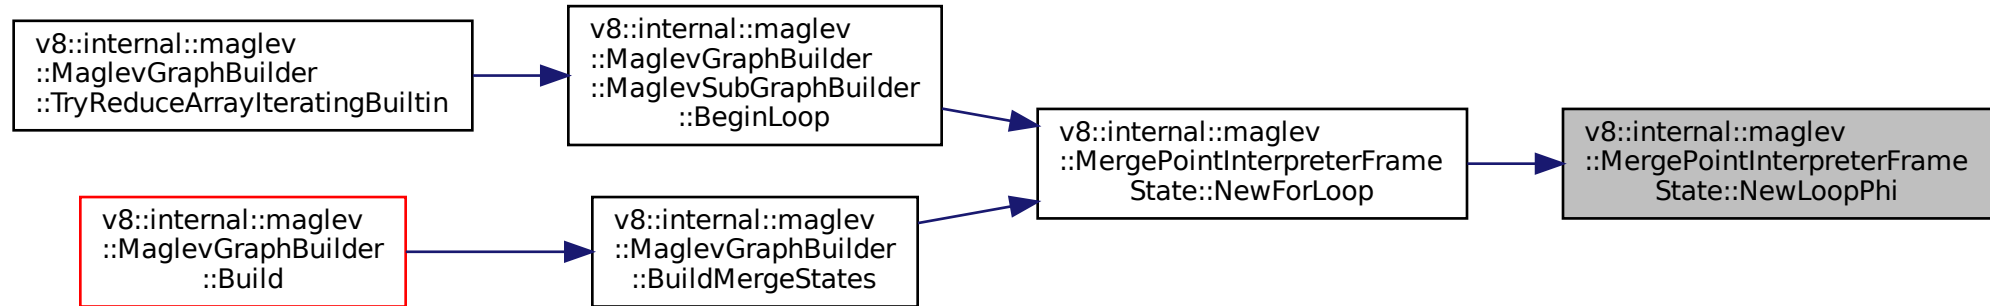 v8::internal::maglev
::MaglevGraphBuilder
::TryReduceArrayIteratingBuiltin
v8::internal::maglev
::MaglevGraphBuilder
::MaglevSubGraphBuilder
::BeginLoop
v8::internal::maglev
::MergePointInterpreterFrame
State::NewForLoop
v8::internal::maglev
::MergePointInterpreterFrame
State::NewLoopPhi
v8::internal::maglev
::MaglevGraphBuilder
::Build
v8::internal::maglev
::MaglevGraphBuilder
::BuildMergeStates